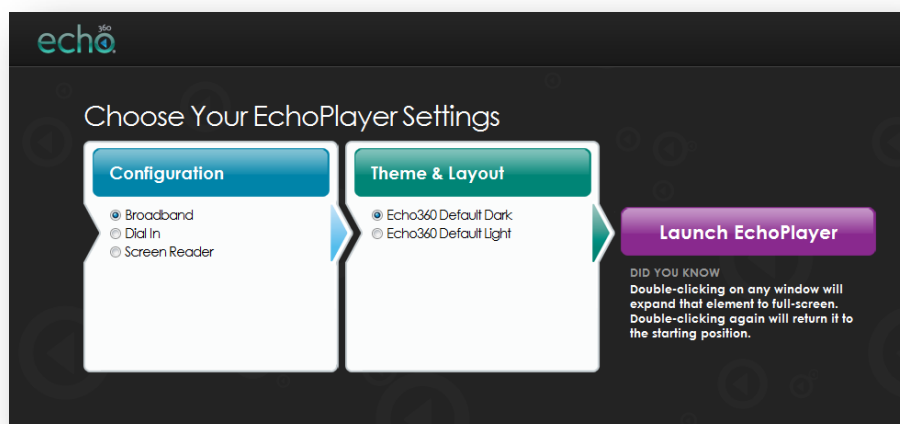 echo360
Choose Your EchoPlayer Settings
Configuration
Broadband
Dial In
Screen Reader
Theme & Layout
Echo360 Default Dark
Echo360 Default Light
Launch EchoPlayer
DID YOU KNOW
Double-clicking on any window will
expand that element to full-screen.
Double-clicking again will return it to
the starting position.